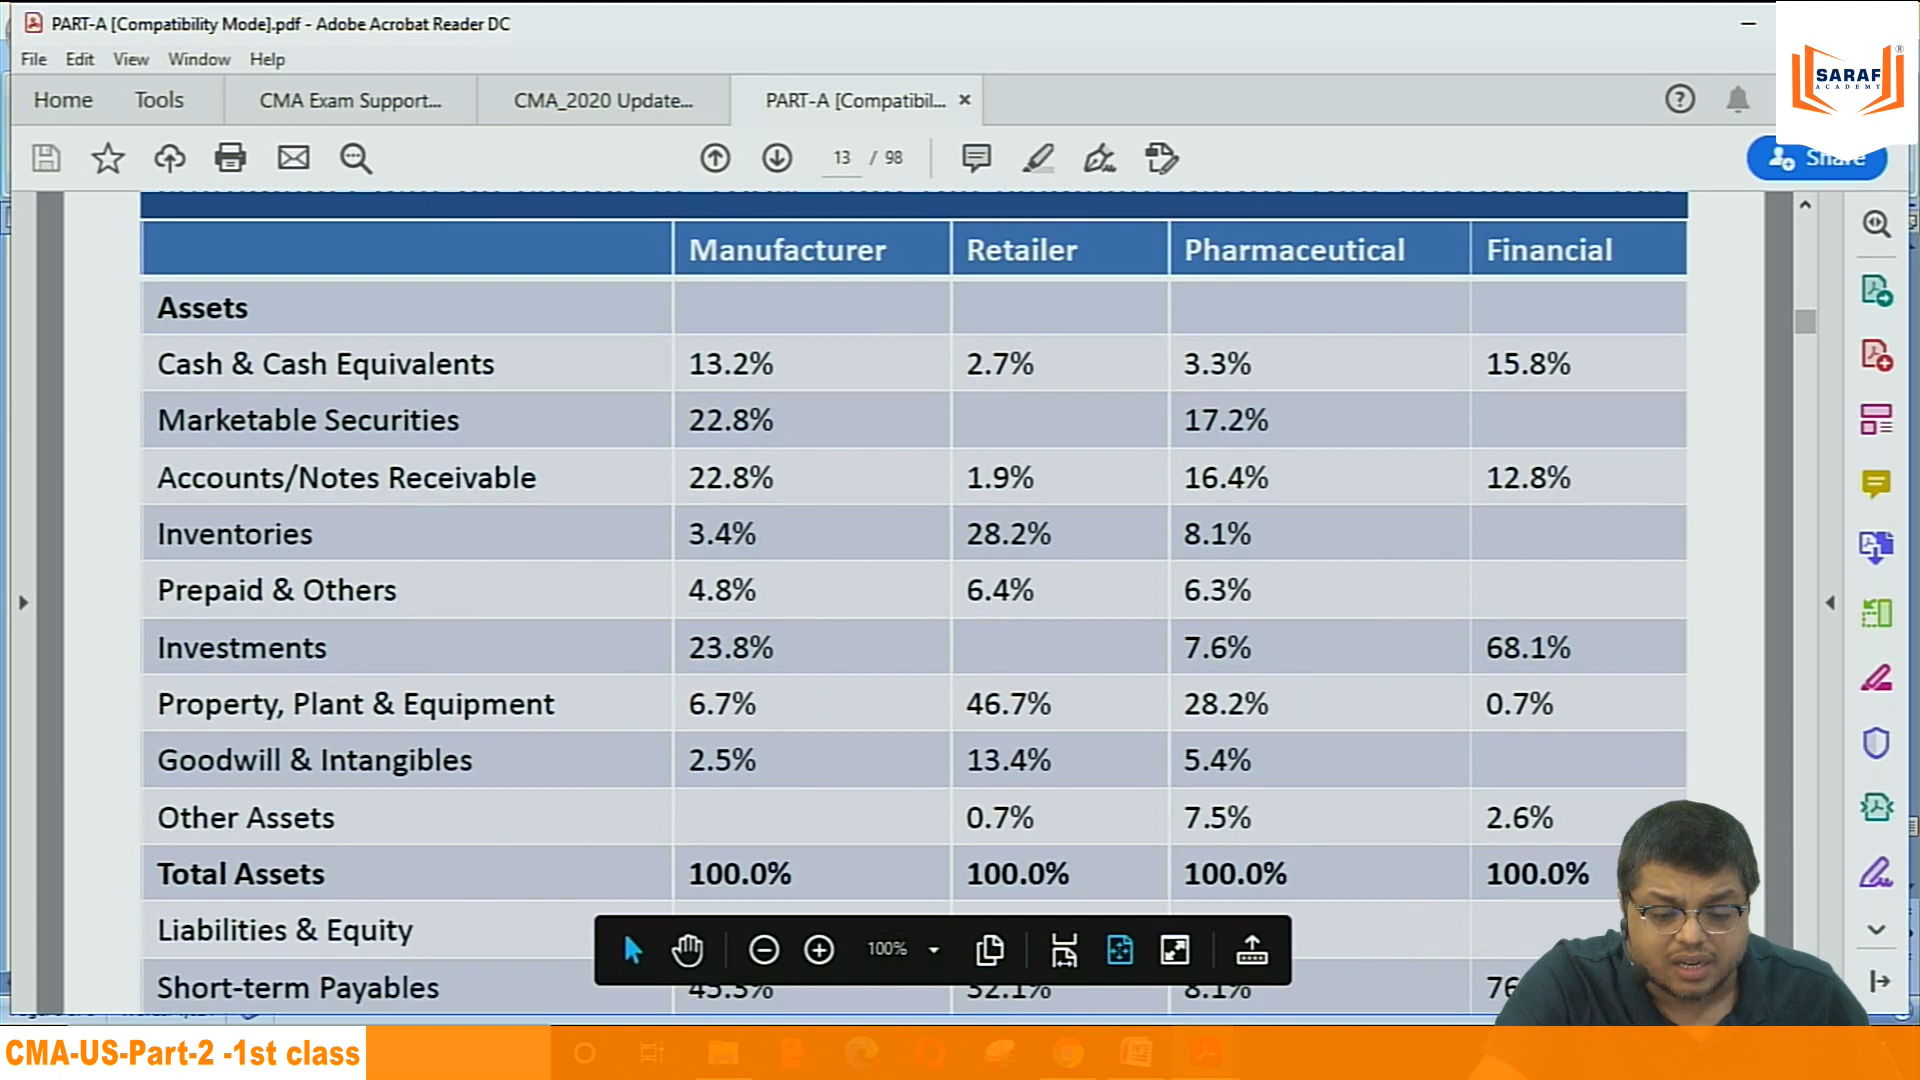 PART-A [Compatibility Mode].pdf - Adobe Acrobat Reader DC
File Edit View Window Help
SARAF
ACADEMY
®
Home Tools CMA Exam Support... CMA_2020 Update... PART-A [Compatibil... ×
13 / 98
Share
Manufacturer Retailer Pharmaceutical Financial
Assets
Cash & Cash Equivalents 13.2% 2.7% 3.3% 15.8%
Marketable Securities 22.8% 17.2%
Accounts/Notes Receivable 22.8% 1.9% 16.4% 12.8%
Inventories 3.4% 28.2% 8.1%
Prepaid & Others 4.8% 6.4% 6.3%
Investments 23.8% 7.6% 68.1%
Property, Plant & Equipment 6.7% 46.7% 28.2% 0.7%
Goodwill & Intangibles 2.5% 13.4% 5.4%
Other Assets 0.7% 7.5% 2.6%
Total Assets 100.0% 100.0% 100.0% 100.0%
Liabilities & Equity
100%
Short-term Payables
CMA-US-Part-2 -1st class